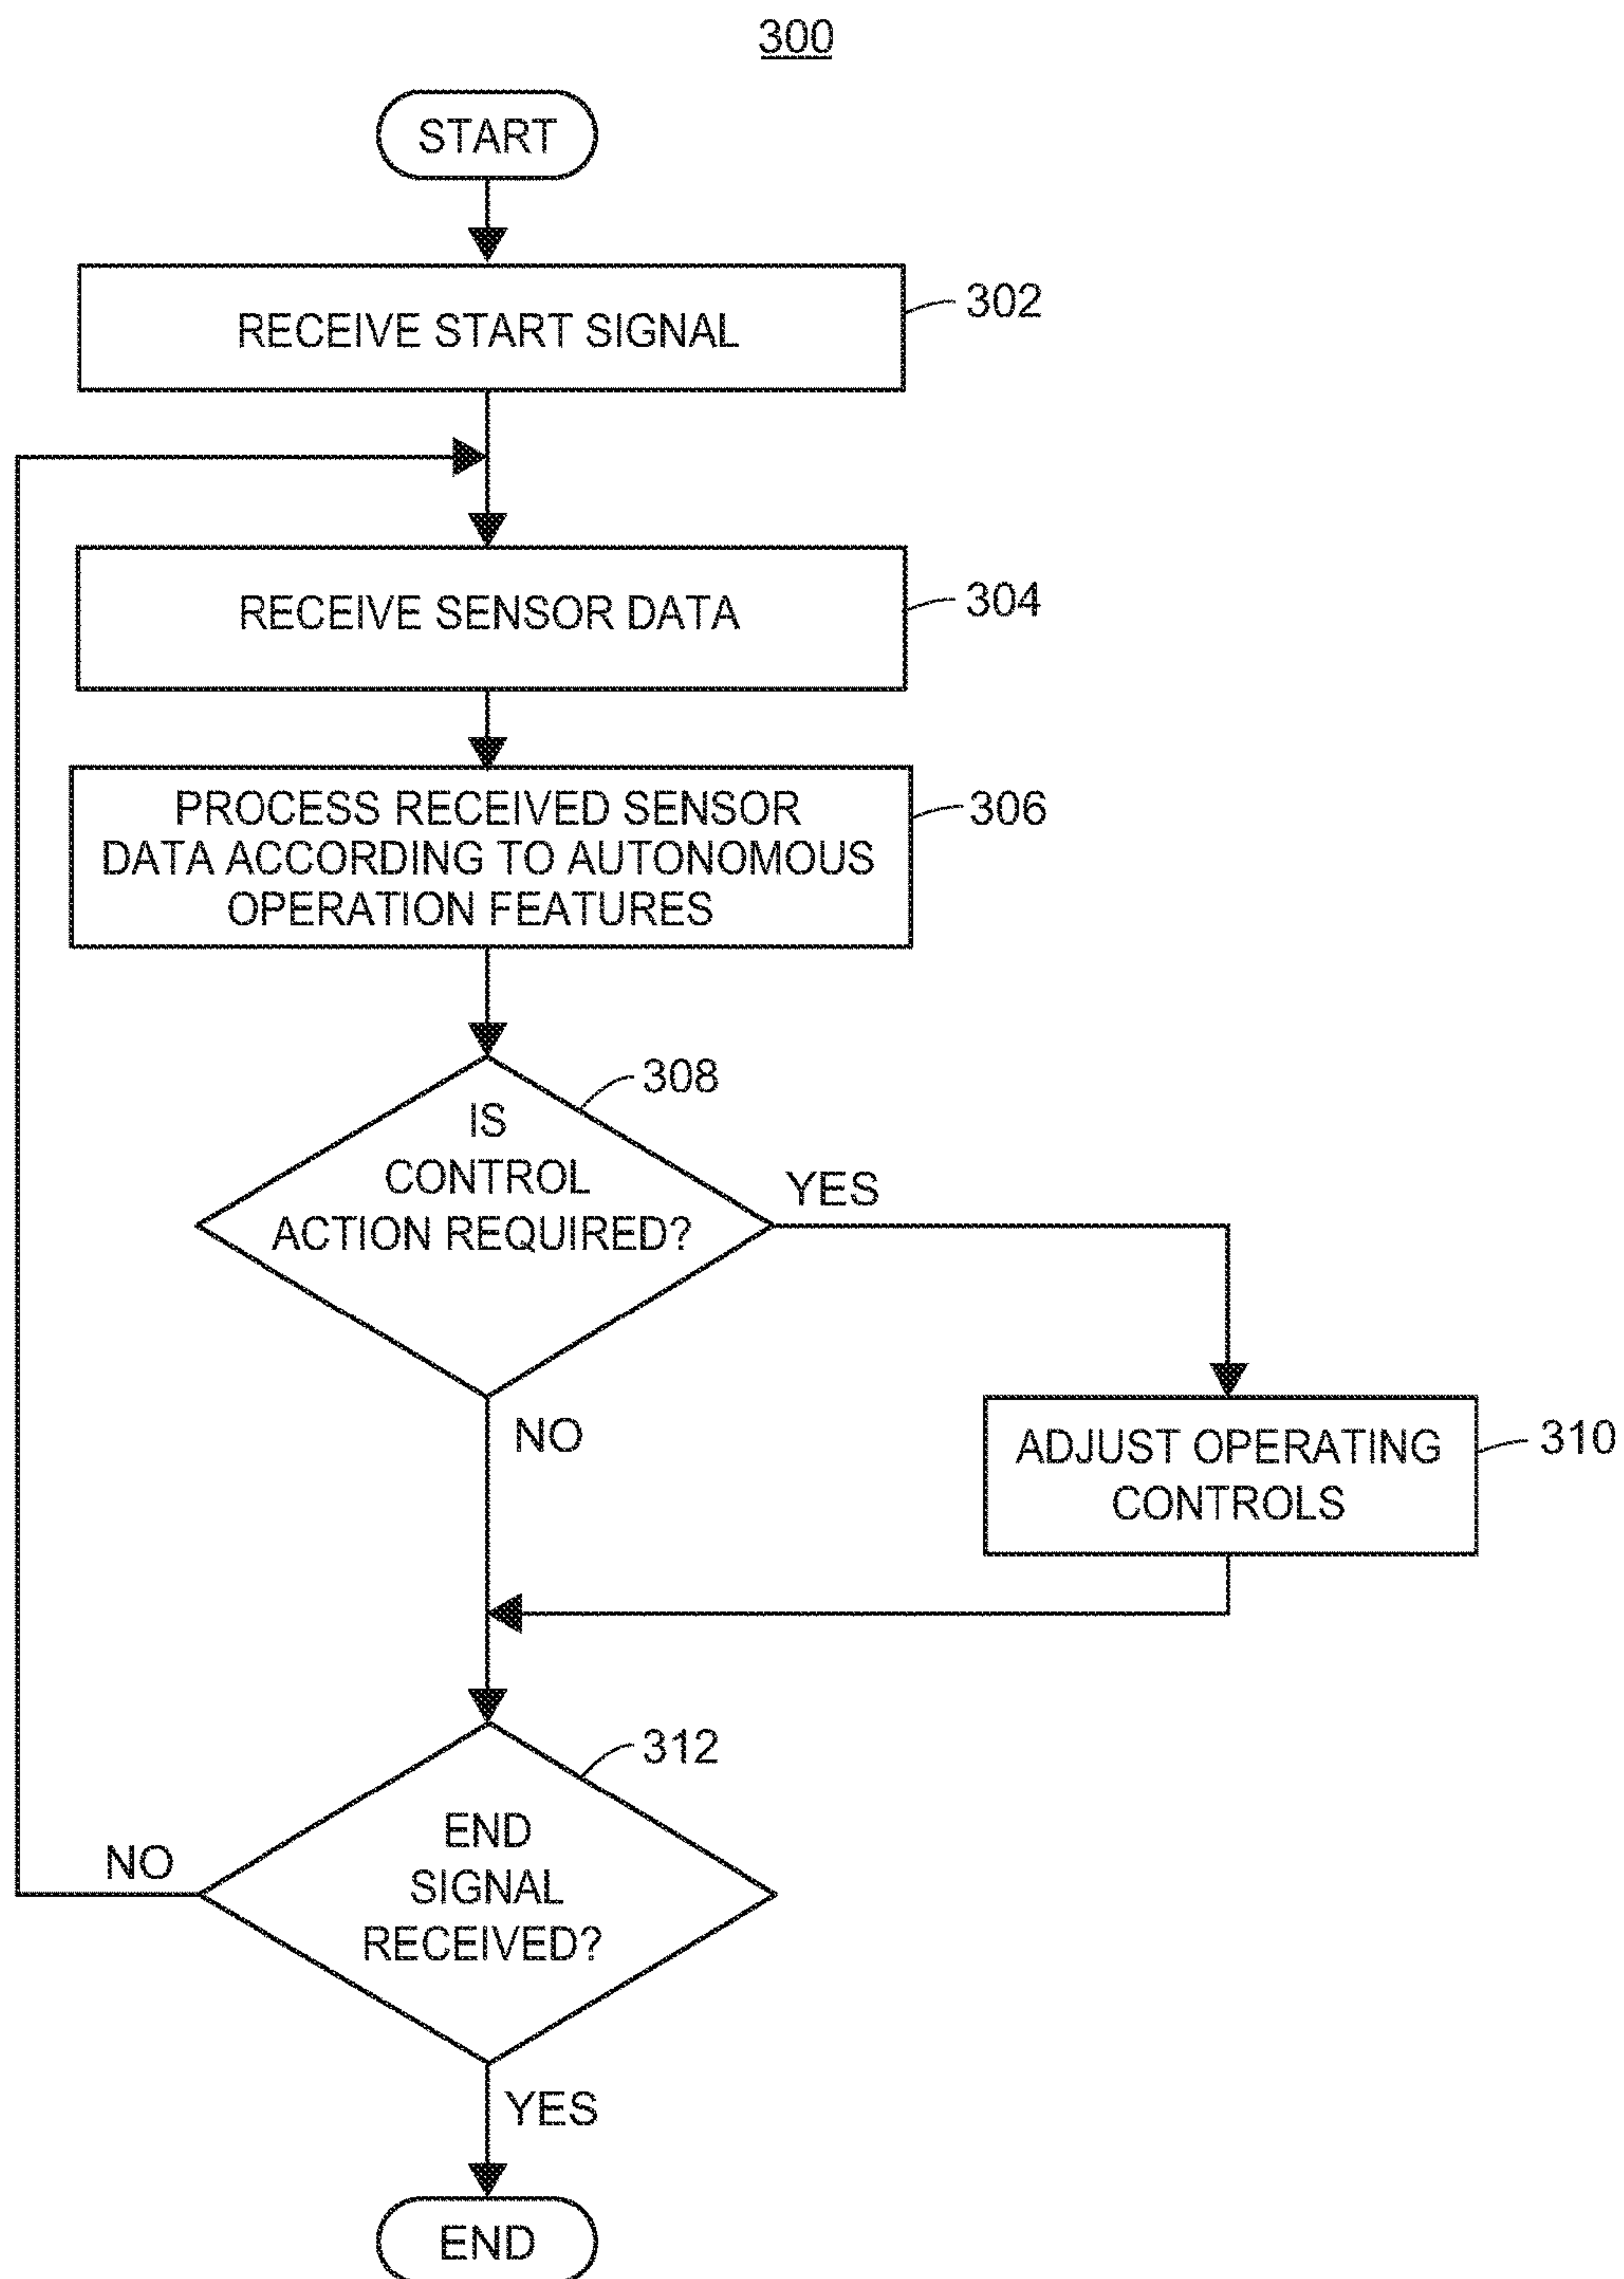 300
START
RECEIVE START SIGNAL
302
RECEIVE SENSOR DATA
304
PROCESS RECEIVED SENSOR
DATA ACCORDING TO AUTONOMOUS
OPERATION FEATURES
306
308
IS
CONTROL
ACTION REQUIRED?
YES
NO
ADJUST OPERATING
CONTROLS
310
312
END
SIGNAL
RECEIVED?
NO
YES
END